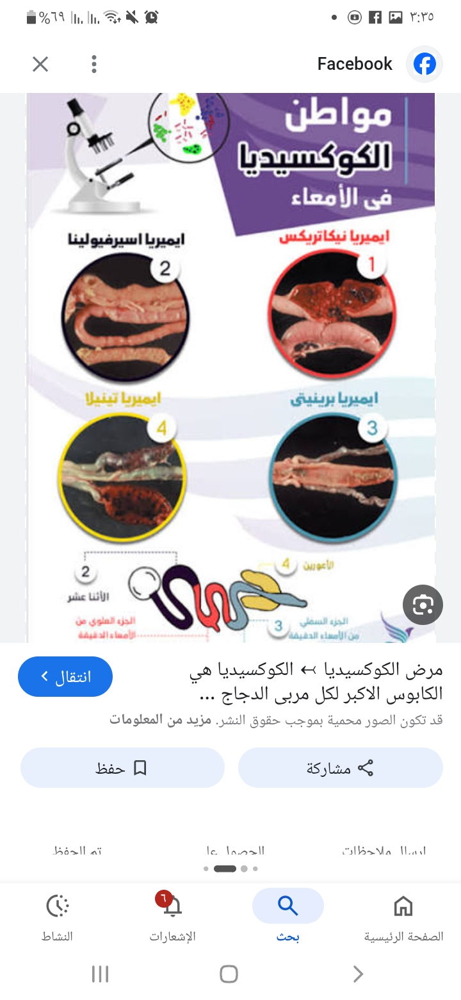 %٦٩
٣:٣٥
Facebook
مواطن
الكوكسيديا
فى الأمعاء
ايميريا نيكاتريكس
1
ايميريا اسيرفيولينا
2
ايميريا برينيتى
3
ايميريا تينيلا
4
الأعورين
4
2
الأثنا عشر
الجزء العلوي من
الأمعاء الدقيقة
الجزء السفلي
من الأمعاء الدقيقة
3
مرض الكوكسيديا ↢ الكوكسيديا هي
الكابوس الاكبر لكل مربى الدجاج ...
انتقال
قد تكون الصور محمية بموجب حقوق النشر. مزيد من المعلومات
مشاركة
حفظ
إرسال ملاحظات
الحصول على
تم الحفظ
الصفحة الرئيسية
بحث
الإشعارات
٦
النشاط